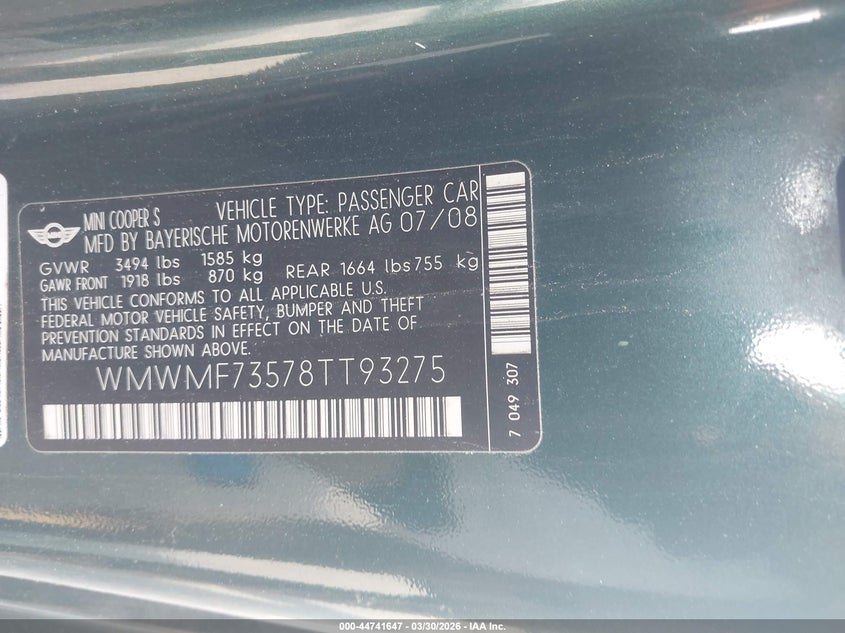 MINI COOPER S VEHICLE TYPE: PASSENGER CAR
MFD BY BAYERISCHE MOTORENWERKE AG 07/08
GVWR 3494 lbs 1585 kg
GAWR FRONT 1918 lbs 870 kg REAR 1664 lbs 755 kg
THIS VEHICLE CONFORMS TO ALL APPLICABLE U.S.
FEDERAL MOTOR VEHICLE SAFETY, BUMPER AND THEFT
PREVENTION STANDARDS IN EFFECT ON THE DATE OF
MANUFACTURE SHOWN ABOVE.
WMWMF73578TT93275
7 049 307
000-44741647 - 03/30/2026 - IAA Inc.